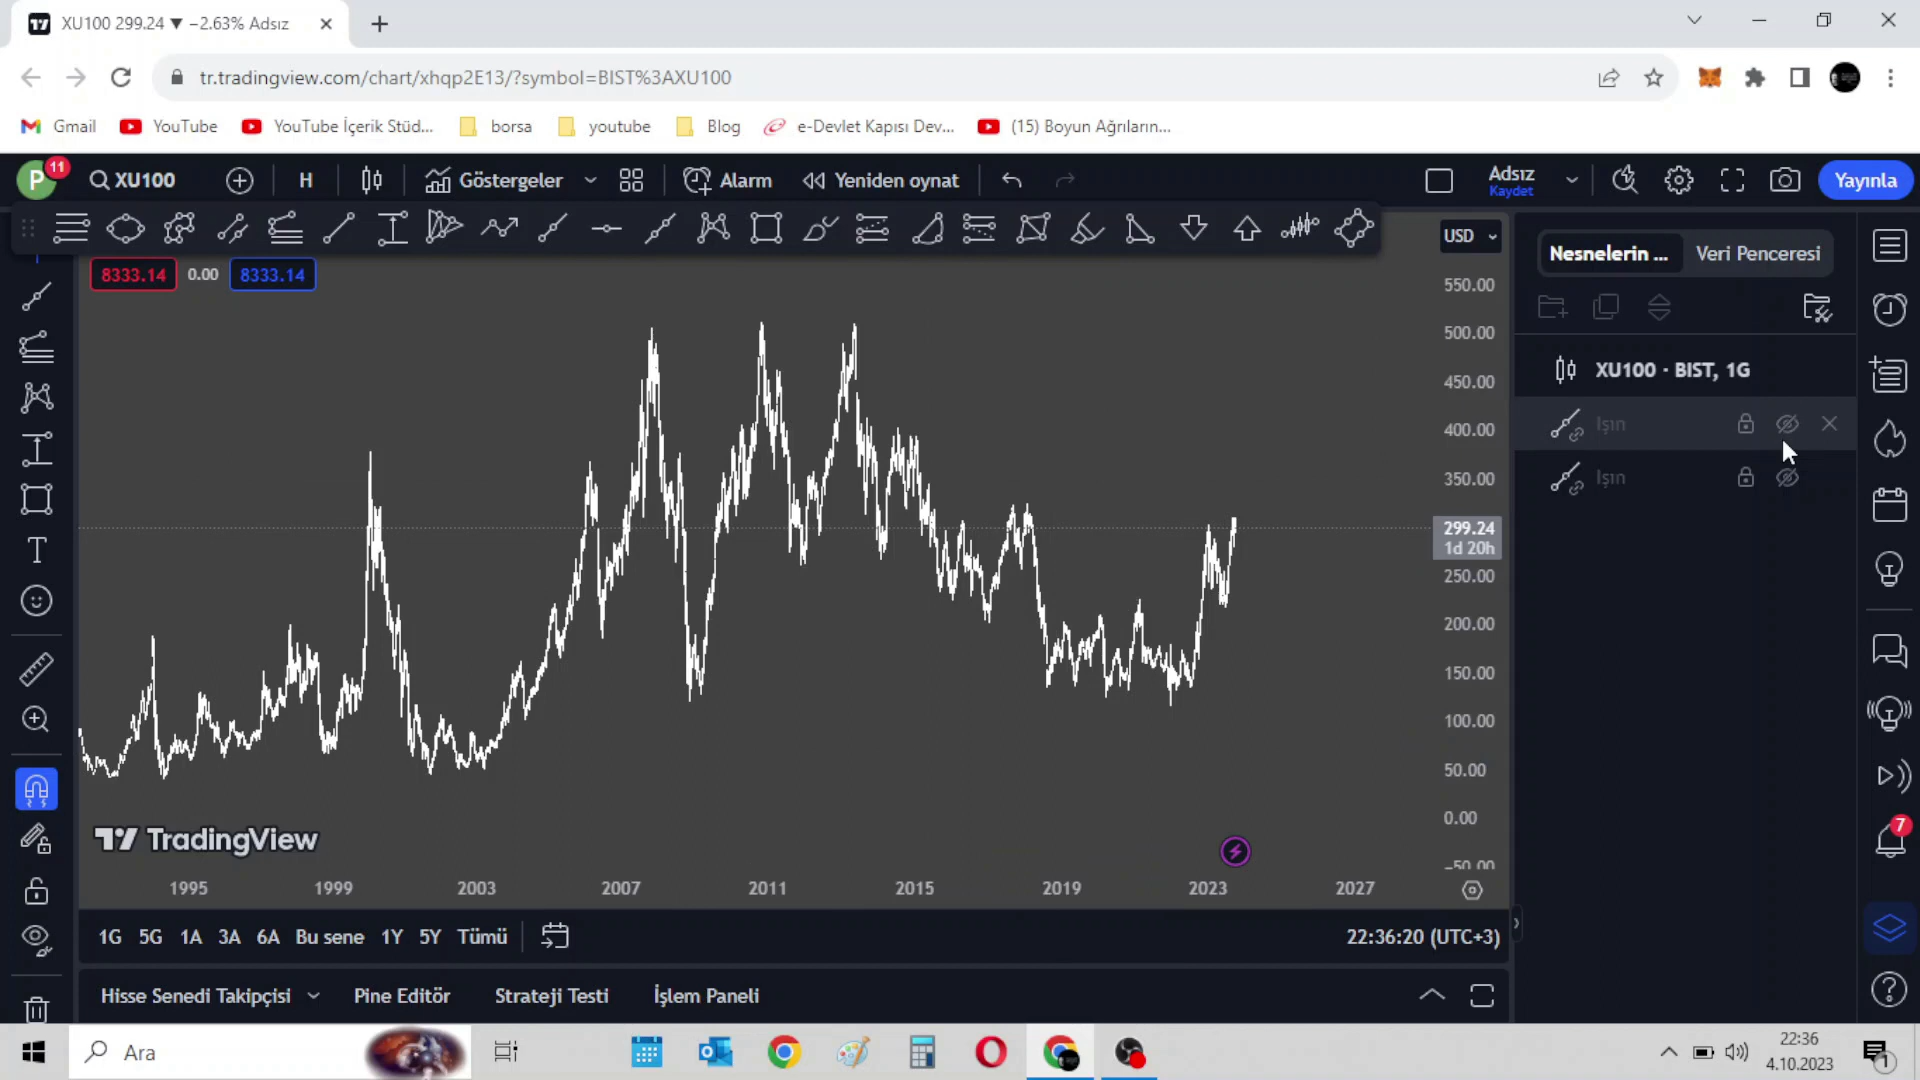 XU100 299.24 ▼ −2.63% Adsız
tr.tradingview.com/chart/xhqp2E13/?symbol=BIST%3AXU100
Gmail YouTube YouTube İçerik Stüd... borsa youtube Blog e-Devlet Kapısı Dev... (15) Boyun Ağrıların...
P 11 XU100 H Göstergeler Alarm Yeniden oynat Adsız Kaydet Yayınla
USD
Nesnelerin ... Veri Penceresi
8333.14 0.00 8333.14
550.00
500.00
XU100 · BIST, 1G
450.00
Işın
400.00
Işın
350.00
299.24
1d 20h
250.00
200.00
150.00
100.00
50.00
0.00
−50.00
TradingView
7
1995 1999 2003 2007 2011 2015 2019 2023 2027
1G 5G 1A 3A 6A Bu sene 1Y 5Y Tümü 22:36:20 (UTC+3)
Hisse Senedi Takipçisi Pine Editör Strateji Testi İşlem Paneli
Ara
22:36
4.10.2023
1